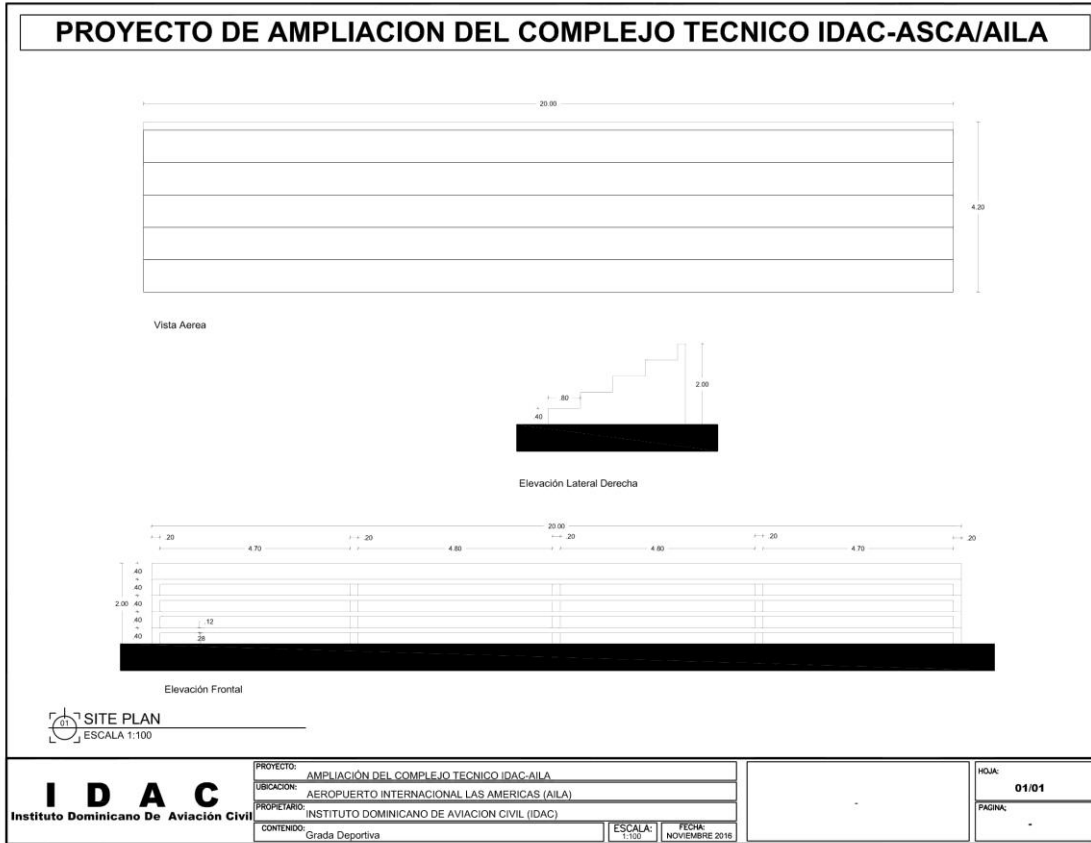 PROYECTO DE AMPLIACION DEL COMPLEJO TECNICO IDAC-ASCA/AILA
20.00
4.20
Vista Aerea
.80
2.00
.40
Elevación Lateral Derecha
20.00
.20 .20 .20 .20 .20
4.70 4.80 4.80 4.70
.40
.40
2.00 .40
.40 .12
.40 .28
Elevación Frontal
01 SITE PLAN
ESCALA 1:100
IDAC
Instituto Dominicano De Aviación Civil
PROYECTO: AMPLIACIÓN DEL COMPLEJO TECNICO IDAC-AILA
UBICACION: AEROPUERTO INTERNACIONAL LAS AMERICAS (AILA)
PROPIETARIO: INSTITUTO DOMINICANO DE AVIACION CIVIL (IDAC)
CONTENIDO: Grada Deportiva
ESCALA: 1:100
FECHA: NOVIEMBRE 2016
-
HOJA:
01/01
PAGINA;
-